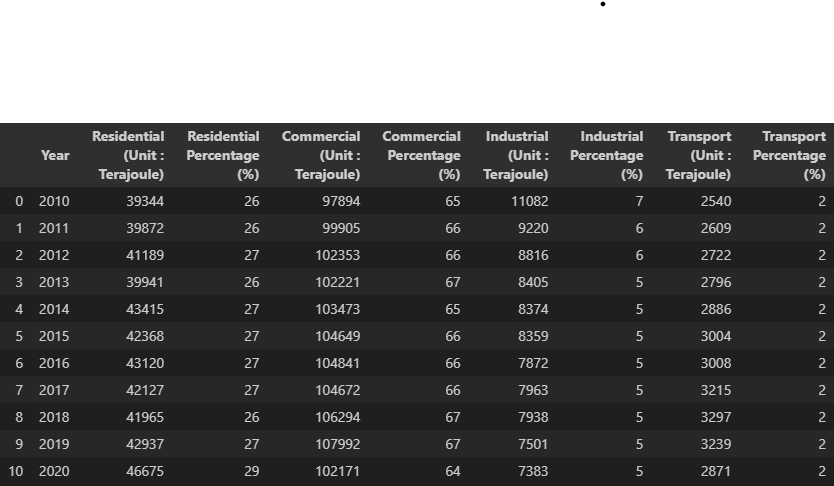 Year Residential (Unit : Terajoule) Residential Percentage (%) Commercial (Unit : Terajoule) Commercial Percentage (%) Industrial (Unit : Terajoule) Industrial Percentage (%) Transport (Unit : Terajoule) Transport Percentage (%)
0 2010 39344 26 97894 65 11082 7 2540 2
1 2011 39872 26 99905 66 9220 6 2609 2
2 2012 41189 27 102353 66 8816 6 2722 2
3 2013 39941 26 102221 67 8405 5 2796 2
4 2014 43415 27 103473 65 8374 5 2886 2
5 2015 42368 27 104649 66 8359 5 3004 2
6 2016 43120 27 104841 66 7872 5 3008 2
7 2017 42127 27 104672 66 7963 5 3215 2
8 2018 41965 26 106294 67 7938 5 3297 2
9 2019 42937 27 107992 67 7501 5 3239 2
10 2020 46675 29 102171 64 7383 5 2871 2